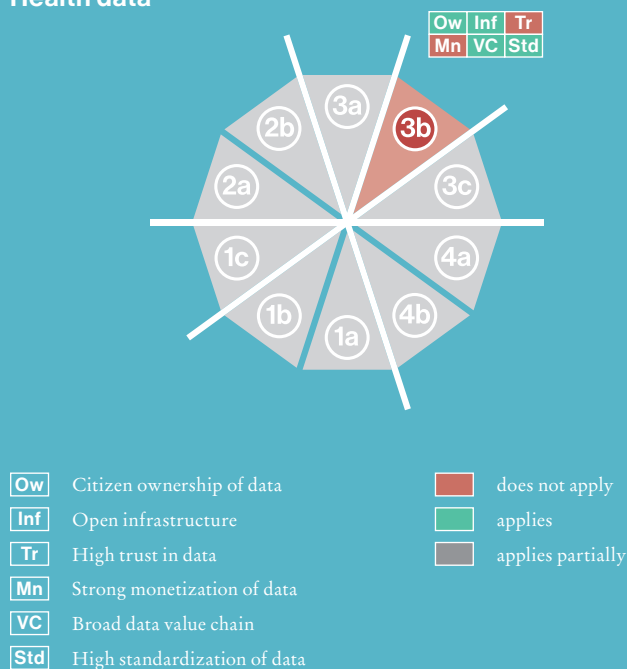 Health data
Ow Inf Tr
Mn VC Std
3a
2b 3b
2a 3c
1c 4a
1b 4b
1a
Ow Citizen ownership of data
Inf Open infrastructure
Tr High trust in data
Mn Strong monetization of data
VC Broad data value chain
Std High standardization of data
does not apply
applies
applies partially